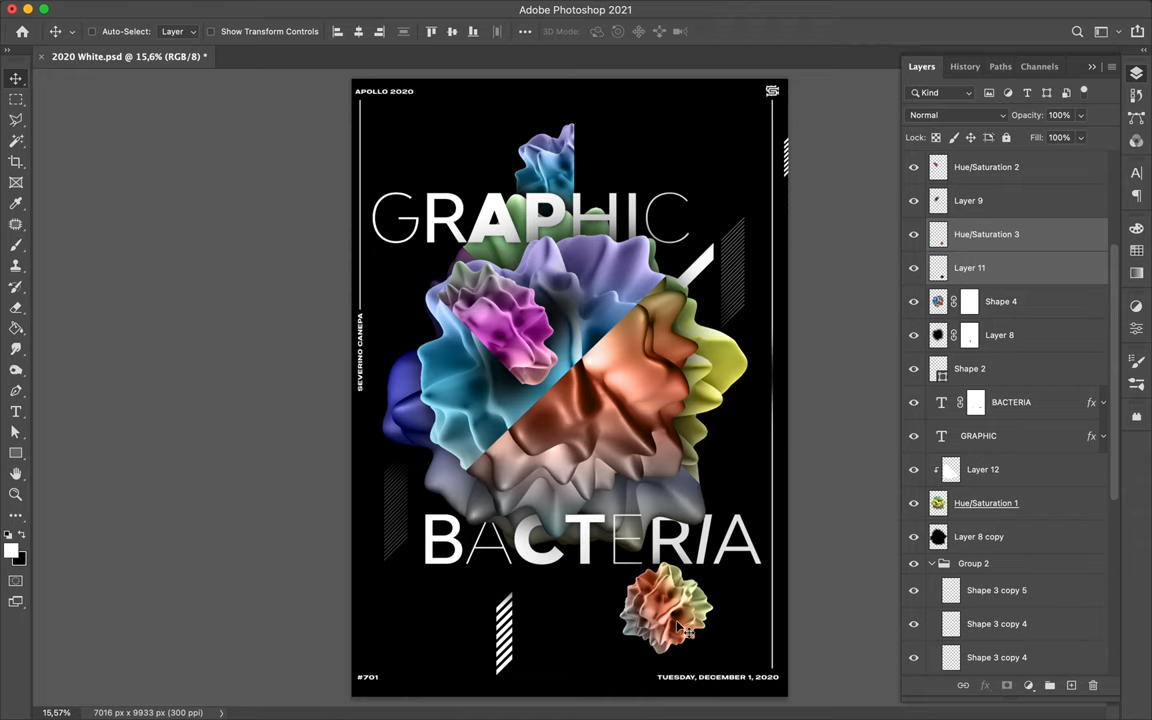 Adobe Photoshop 2021
Auto-Select:
Layer
Show Transform Controls
3D Mode:
2020 White.psd @ 15,6% (RGB/8) *
Layers
History
Paths
Channels
Kind
Normal
Opacity:
100%
Lock:
Fill:
100%
Hue/Saturation 2
Layer 9
Hue/Saturation 3
Layer 11
Shape 4
Layer 8
Shape 2
BACTERIA
fx
GRAPHIC
fx
Layer 12
Hue/Saturation 1
Layer 8 copy
Group 2
Shape 3 copy 5
Shape 3 copy 4
Shape 3 copy 4
fx
APOLLO 2020
GRAPHIC
SEVERINO CANEPA
BACTERIA
#701
TUESDAY, DECEMBER 1, 2020
15,57%
7016 px x 9933 px (300 ppi)